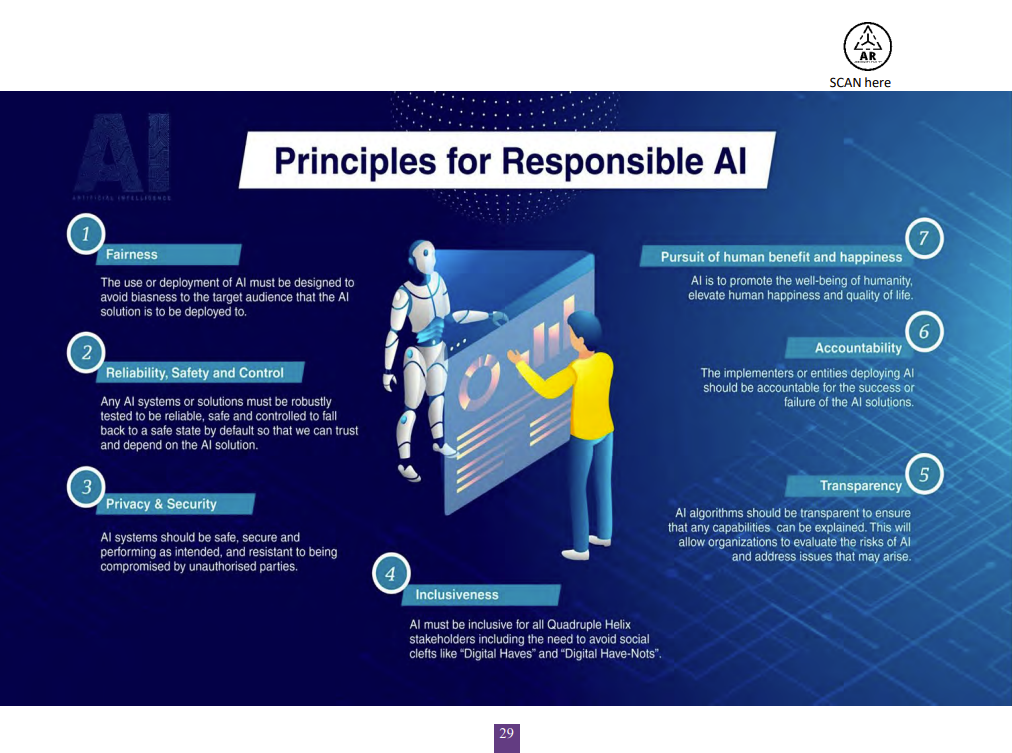 AR
SCAN here
AI
ARTIFICIAL INTELLIGENCE
Principles for Responsible AI
1
Fairness
The use or deployment of AI must be designed to
avoid biasness to the target audience that the AI
solution is to be deployed to.
2
Reliability, Safety and Control
Any AI systems or solutions must be robustly
tested to be reliable, safe and controlled to fall
back to a safe state by default so that we can trust
and depend on the AI solution.
3
Privacy & Security
AI systems should be safe, secure and
performing as intended, and resistant to being
compromised by unauthorised parties.
4
Inclusiveness
AI must be inclusive for all Quadruple Helix
stakeholders including the need to avoid social
clefts like “Digital Haves” and “Digital Have-Nots”.
5
Transparency
AI algorithms should be transparent to ensure
that any capabilities can be explained. This will
allow organizations to evaluate the risks of AI
and address issues that may arise.
6
Accountability
The implementers or entities deploying AI
should be accountable for the success or
failure of the AI solutions.
7
Pursuit of human benefit and happiness
AI is to promote the well-being of humanity,
elevate human happiness and quality of life.
29